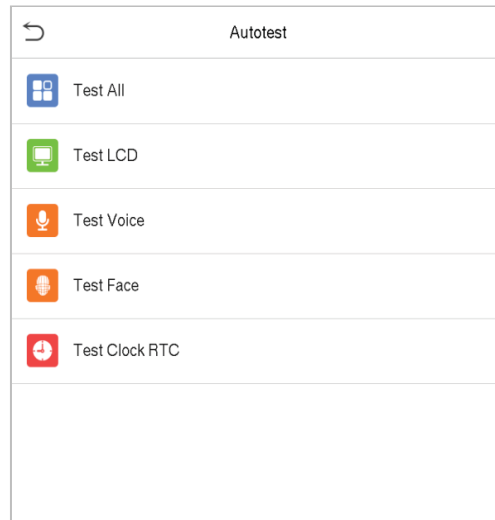 Autotest
Test All
Test LCD
Test Voice
Test Face
Test Clock RTC